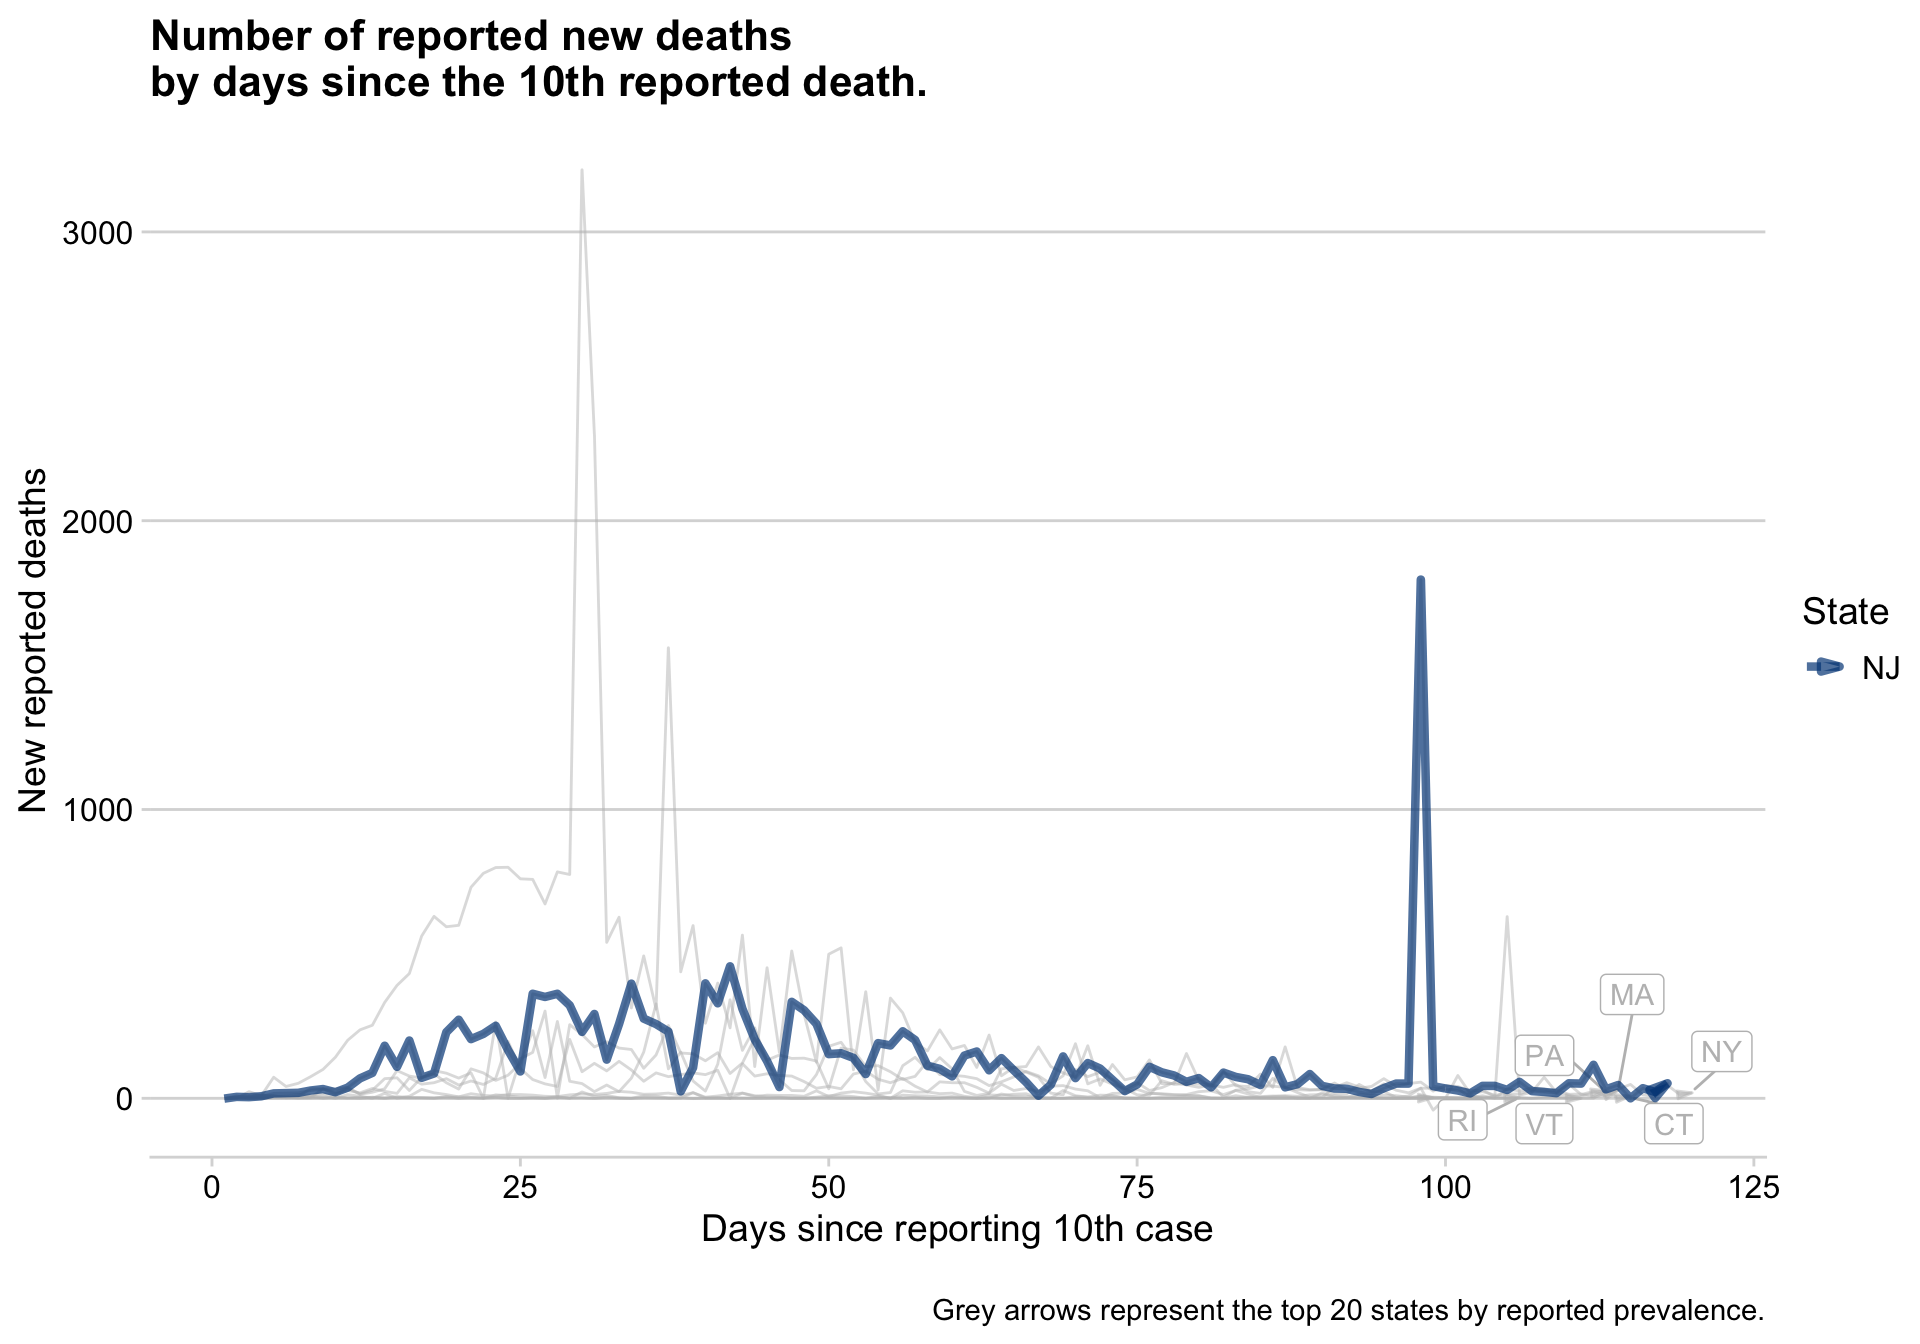 Number of reported new deaths
by days since the 10th reported death.
New reported deaths
3000
2000
1000
0
0
25
50
75
100
125
Days since reporting 10th case
MA
PA
NY
RI
VT
CT
State
NJ
Grey arrows represent the top 20 states by reported prevalence.